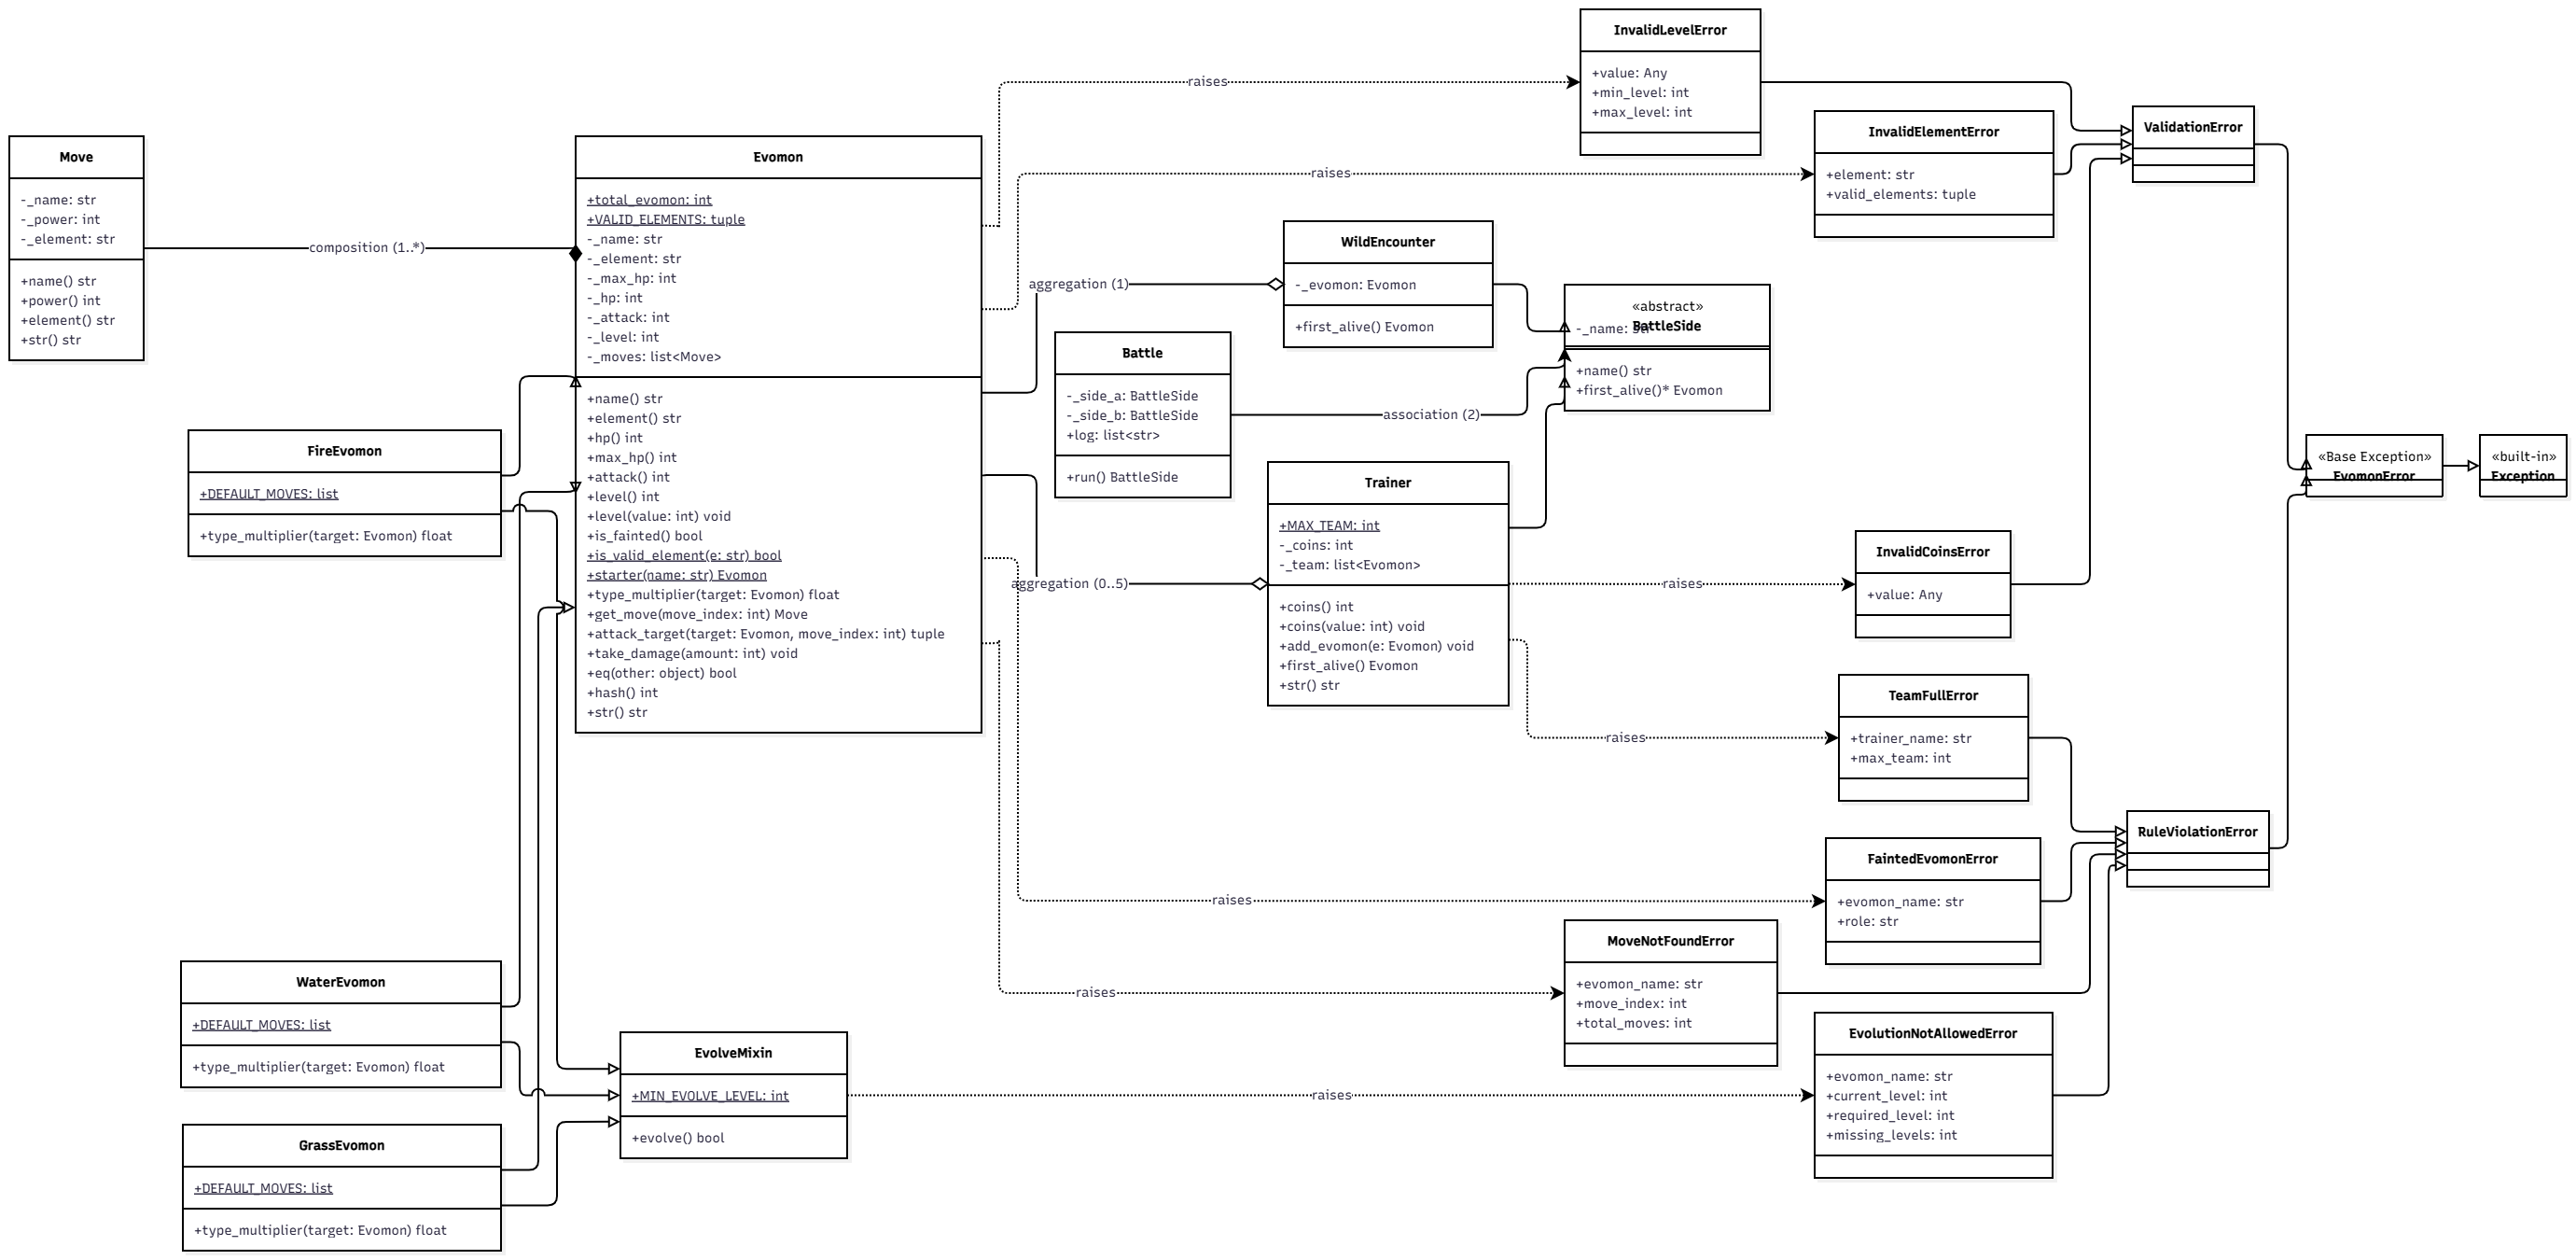 Move
-_name: str
-_power: int
-_element: str
+name() str
+power() int
+element() str
+str() str
composition (1..*)
Evomon
+total_evomon: int
+VALID_ELEMENTS: tuple
-_name: str
-_element: str
-_max_hp: int
-_hp: int
-_attack: int
-_level: int
-_moves: list<Move>
+name() str
+element() str
+hp() int
+max_hp() int
+attack() int
+level() int
+level(value: int) void
+is_fainted() bool
+is_valid_element(e: str) bool
+starter(name: str) Evomon
+type_multiplier(target: Evomon) float
+get_move(move_index: int) Move
+attack_target(target: Evomon, move_index: int) tuple
+take_damage(amount: int) void
+eq(other: object) bool
+hash() int
+str() str
FireEvomon
+DEFAULT_MOVES: list
+type_multiplier(target: Evomon) float
WaterEvomon
+DEFAULT_MOVES: list
+type_multiplier(target: Evomon) float
GrassEvomon
+DEFAULT_MOVES: list
+type_multiplier(target: Evomon) float
EvolveMixin
+MIN_EVOLVE_LEVEL: int
+evolve() bool
raises
raises
aggregation (1)
aggregation (0..5)
raises
raises
raises
WildEncounter
-_evomon: Evomon
+first_alive() Evomon
Battle
-_side_a: BattleSide
-_side_b: BattleSide
+log: list<str>
+run() BattleSide
association (2)
«abstract»
BattleSide
-_name: str
+name() str
+first_alive()* Evomon
Trainer
+MAX_TEAM: int
-_coins: int
-_team: list<Evomon>
+coins() int
+coins(value: int) void
+add_evomon(e: Evomon) void
+first_alive() Evomon
+str() str
raises
raises
InvalidLevelError
+value: Any
+min_level: int
+max_level: int
InvalidElementError
+element: str
+valid_elements: tuple
ValidationError
InvalidCoinsError
+value: Any
TeamFullError
+trainer_name: str
+max_team: int
FaintedEvomonError
+evomon_name: str
+role: str
MoveNotFoundError
+evomon_name: str
+move_index: int
+total_moves: int
EvolutionNotAllowedError
+evomon_name: str
+current_level: int
+required_level: int
+missing_levels: int
RuleViolationError
«Base Exception»
EvomonError
«built-in»
Exception